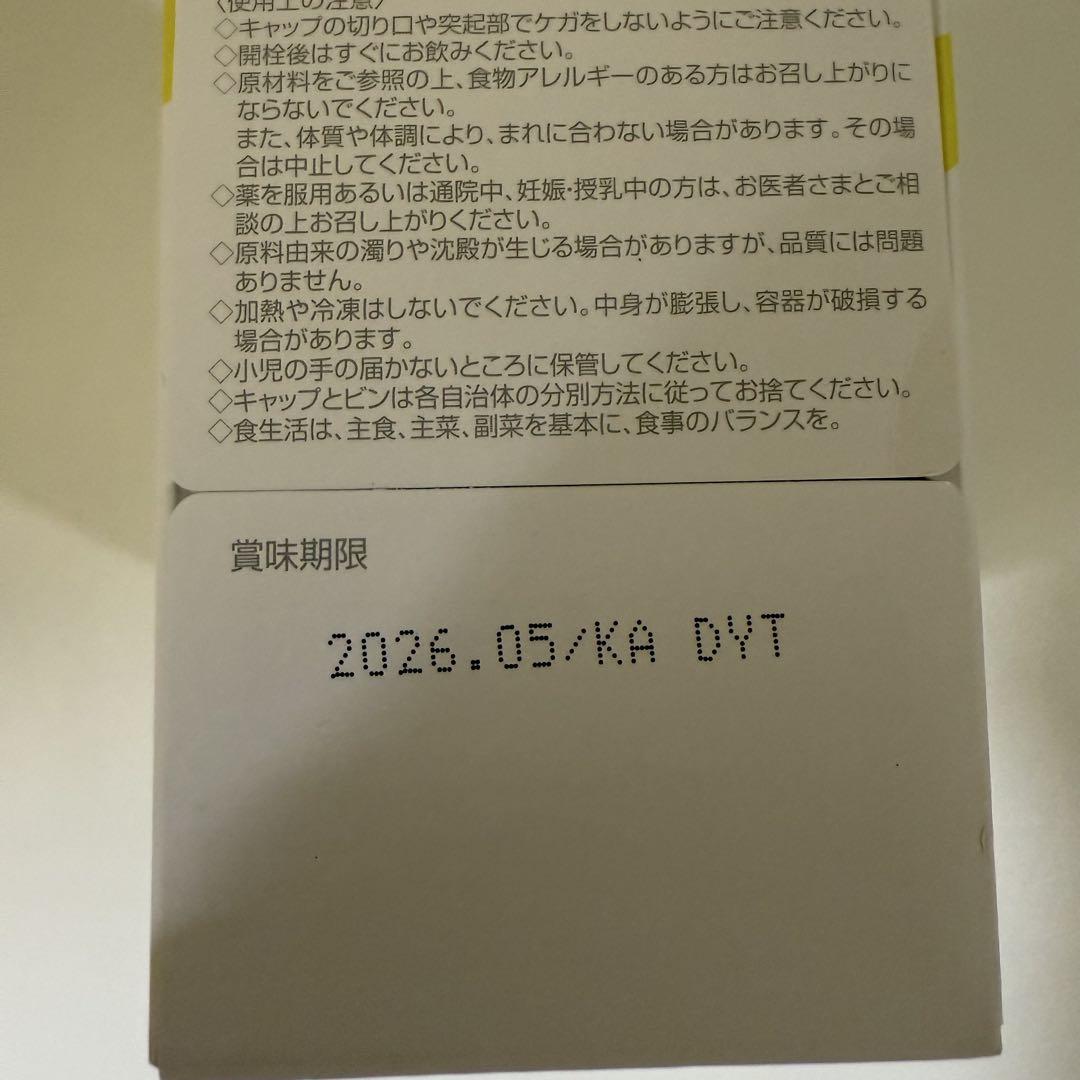 〈使用上の注意〉
◇キャップの切り口や突起部でケガをしないようにご注意ください。
◇開栓後はすぐにお飲みください。
◇原材料をご参照の上、食物アレルギーのある方はお召し上がりに
ならないでください。
また、体質や体調により、まれに合わない場合があります。その場
合は中止してください。
◇薬を服用あるいは通院中、妊娠・授乳中の方は、お医者さまとご相
談の上お召し上がりください。
◇原料由来の濁りや沈殿が生じる場合がありますが、品質には問題
ありません。
◇加熱や冷凍はしないでください。中身が膨張し、容器が破損する
場合があります。
◇小児の手の届かないところに保管してください。
◇キャップとビンは各自治体の分別方法に従ってお捨てください。
◇食生活は、主食、主菜、副菜を基本に、食事のバランスを。
賞味期限
2026.05/KA DYT